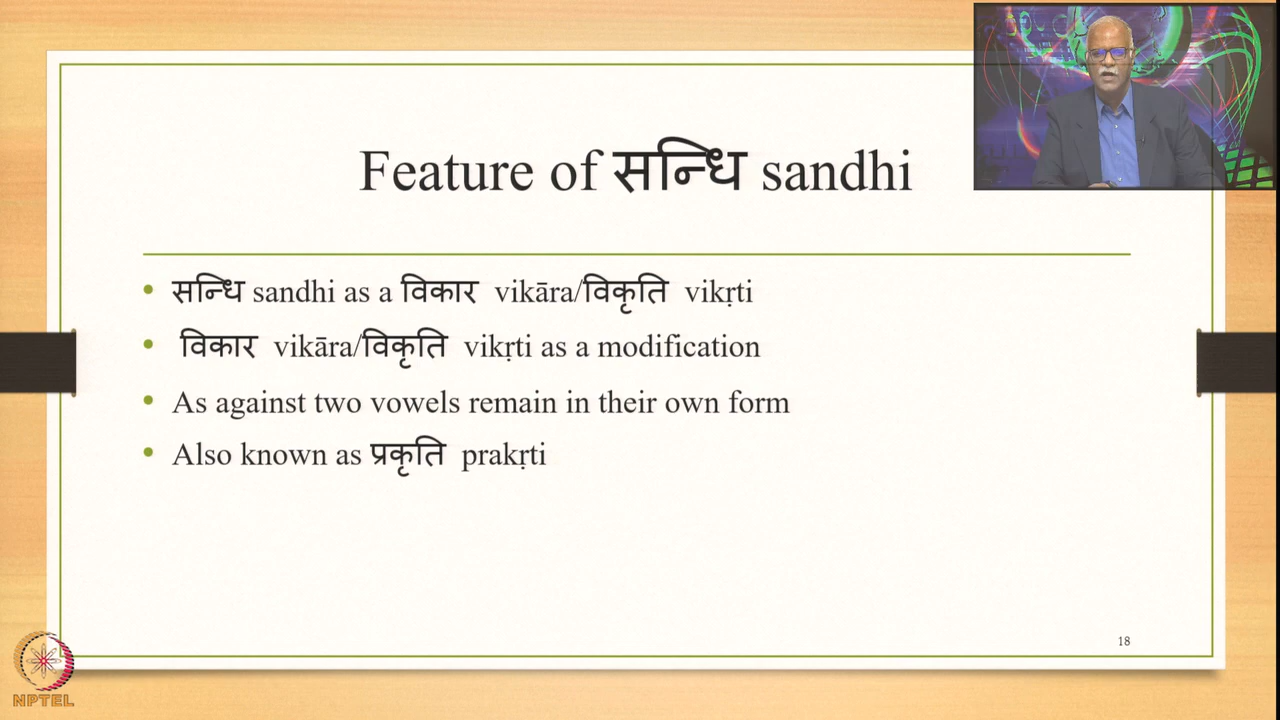 Feature of सन्धि sandhi
• सन्धि sandhi as a विकार vikāra/विकृति vikṛti
• विकार vikāra/विकृति vikṛti as a modification
• As against two vowels remain in their own form
• Also known as प्रकृति prakṛti
18
NPTEL